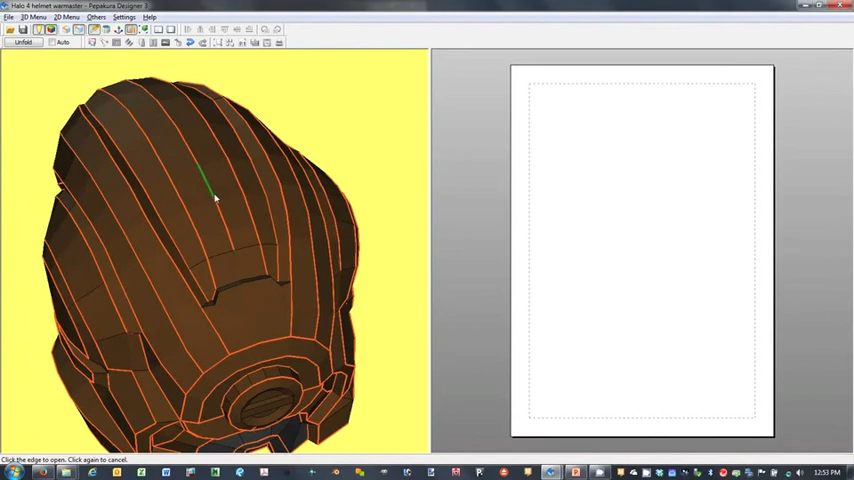 Halo 4 helmet warmaster - Pepakura Designer 3
File 3D Menu 2D Menu Others Settings Help
Unfold Auto
Click the edge to open. Click again to cancel.
12:53 PM